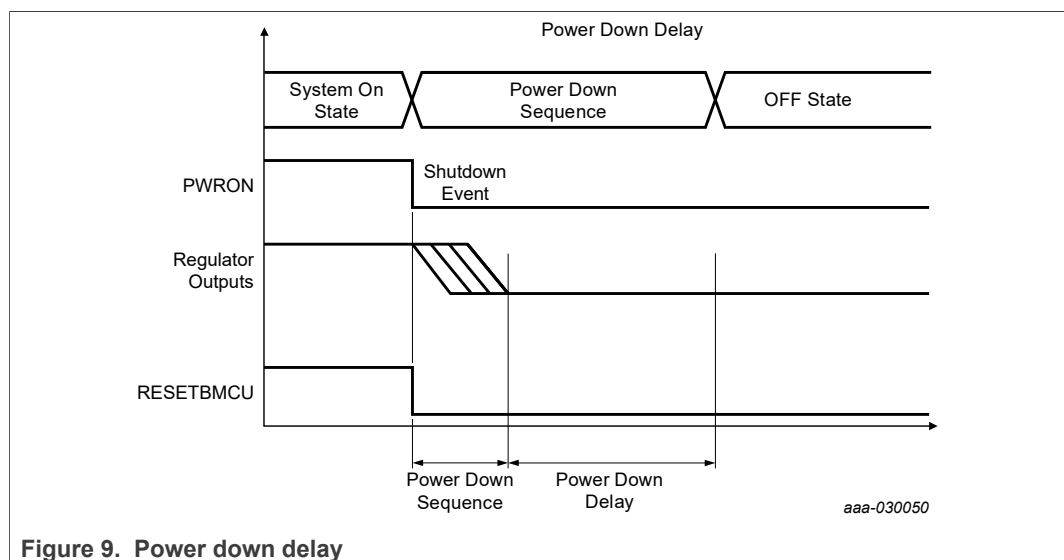 Power Down Delay
System On
State
Power Down
Sequence
OFF State
PWRON
Shutdown
Event
Regulator
Outputs
RESETBMCU
Power Down
Sequence
Power Down
Delay
aaa-030050
Figure 9. Power down delay